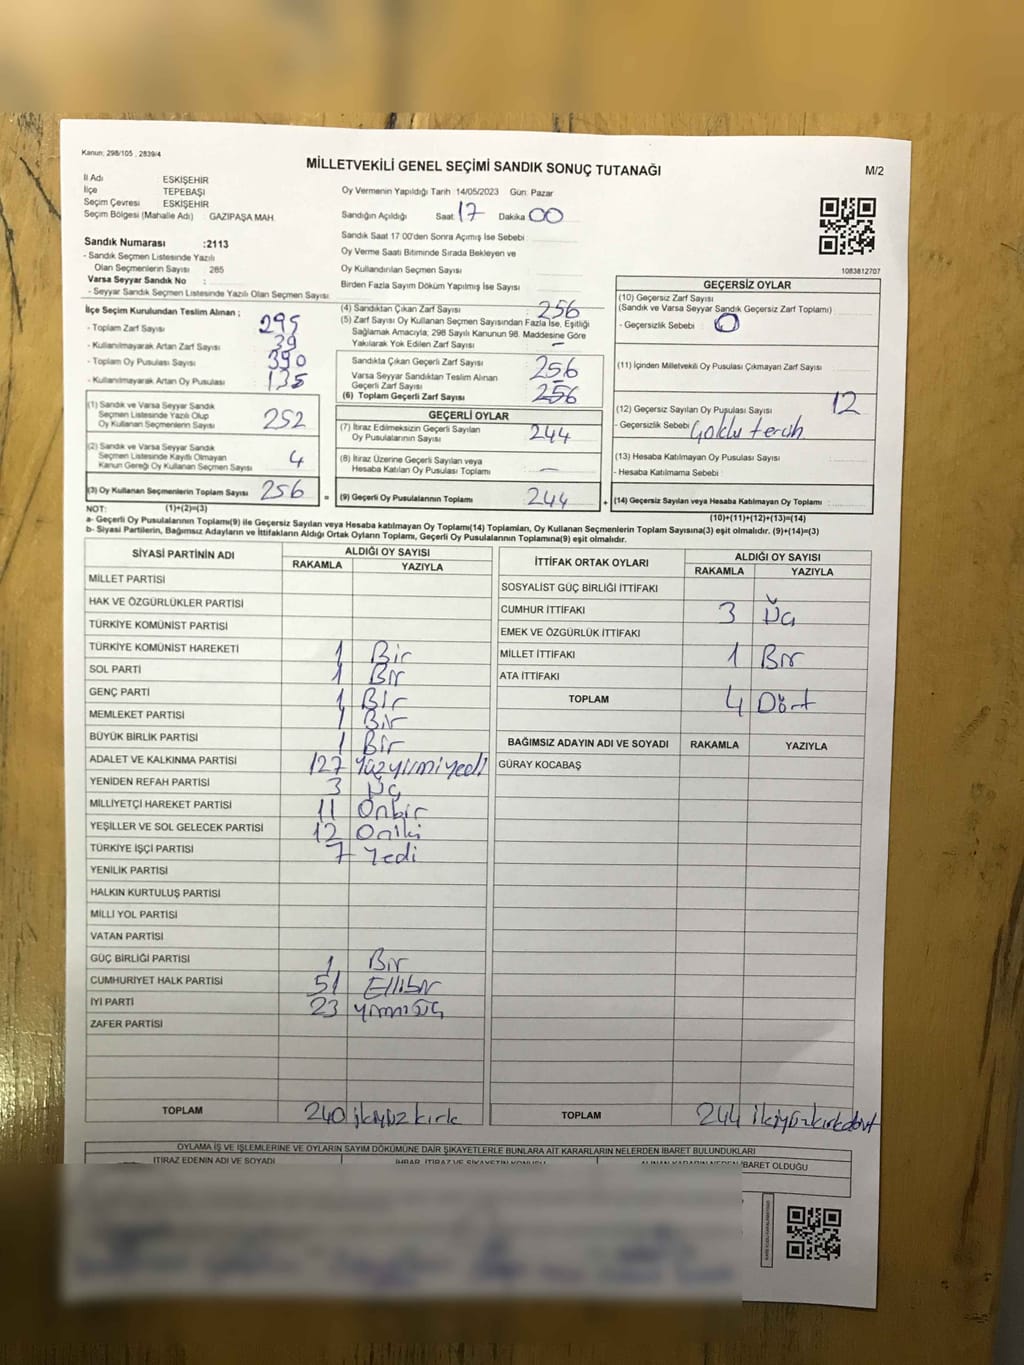 Kanun; 298/105 , 2839/4
MİLLETVEKİLİ GENEL SEÇİMİ SANDIK SONUÇ TUTANAĞI
M/2
İl Adı ESKİŞEHİR
İlçe TEPEBAŞI
Seçim Çevresi ESKİŞEHİR
Seçim Bölgesi (Mahalle Adı) : GAZİPAŞA MAH.
Sandık Numarası :2113
- Sandık Seçmen Listesinde Yazılı
Olan Seçmenlerin Sayısı : 285
Varsa Seyyar Sandık No :
- Seyyar Sandık Seçmen Listesinde Yazılı Olan Seçmen Sayısı:
Oy Vermenin Yapıldığı Tarih 14/05/2023 Gün: Pazar
Sandığın Açıldığı Saat: 17 Dakika 00
Sandık Saat 17:00'den Sonra Açımış İse Sebebi :
Oy Verme Saati Bitiminde Sırada Bekleyen ve
Oy Kullandırılan Seçmen Sayısı
Birden Fazla Sayım Döküm Yapılmış İse Sayısı :
1083812707
İlçe Seçim Kurulundan Teslim Alınan ;
- Toplam Zarf Sayısı : 295
- Kullanılmayarak Artan Zarf Sayısı : 39
- Toplam Oy Pusulası Sayısı : 390
- Kullanılmayarak Artan Oy Pusulası : 135
(1) Sandık ve Varsa Seyyar Sandık
Seçmen Listesinde Yazılı Olup
Oy Kullanan Seçmenlerin Sayısı 252
(2) Sandık ve Varsa Seyyar Sandık
Seçmen Listesinde Kayıtlı Olmayan
Kanun Gereği Oy Kullanan Seçmen Sayısı 4
(3) Oy Kullanan Seçmenlerin Toplam Sayısı 256 =
(4) Sandıktan Çıkan Zarf Sayısı : 256
(5) Zarf Sayısı Oy Kullanan Seçmen Sayısından Fazla İse, Eşitliği
Sağlamak Amacıyla; 298 Sayılı Kanunun 98. Maddesine Göre
Yakılarak Yok Edilen Zarf Sayısı : -
Sandıkta Çıkan Geçerli Zarf Sayısı : 256
Varsa Seyyar Sandıktan Teslim Alınan
Geçerli Zarf Sayısı : -
(6) Toplam Geçerli Zarf Sayısı : 256
GEÇERLİ OYLAR
(7) İtiraz Edilmeksizin Geçerli Sayılan
Oy Pusulalarının Sayısı : 244
(8) İtiraz Üzerine Geçerli Sayılan veya
Hesaba Katılan Oy Pusulası Toplamı : -
(9) Geçerli Oy Pusulalarının Toplamı : 244 +
GEÇERSİZ OYLAR
(10) Geçersiz Zarf Sayısı
(Sandık ve Varsa Seyyar Sandık Geçersiz Zarf Toplamı) :
- Geçersizlik Sebebi : 0
(11) İçinden Milletvekili Oy Pusulası Çıkmayan Zarf Sayısı :
(12) Geçersiz Sayılan Oy Pusulası Sayısı : 12
- Geçersizlik Sebebi : Çoklu tercih
(13) Hesaba Katılmayan Oy Pusulası Sayısı :
- Hesaba Katılmama Sebebi :
(14) Geçersiz Sayılan veya Hesaba Katılmayan Oy Toplamı :
NOT: (1)+(2)=(3) (10)+(11)+(12)+(13)=(14)
a- Geçerli Oy Pusulalarının Toplamı(9) ile Geçersiz Sayılan veya Hesaba katılmayan Oy Toplamı(14) Toplamları, Oy Kullanan Seçmenlerin Toplam Sayısına(3) eşit olmalıdır. (9)+(14)=(3)
b- Siyasi Partilerin, Bağımsız Adayların ve İttifakların Aldığı Ortak Oyların Toplamı, Geçerli Oy Pusulalarının Toplamına(9) eşit olmalıdır.
SİYASİ PARTİNİN ADI ALDIĞI OY SAYISI
RAKAMLA YAZIYLA
MİLLET PARTİSİ
HAK VE ÖZGÜRLÜKLER PARTİSİ
TÜRKİYE KOMÜNİST PARTİSİ
TÜRKİYE KOMÜNİST HAREKETİ 1 Bir
SOL PARTİ 1 Bir
GENÇ PARTİ 1 Bir
MEMLEKET PARTİSİ 1 Bir
BÜYÜK BİRLİK PARTİSİ 1 Bir
ADALET VE KALKINMA PARTİSİ 127 Yüzyirmiyedi
YENİDEN REFAH PARTİSİ 3 Üç
MİLLİYETÇİ HAREKET PARTİSİ 11 Onbir
YEŞİLLER VE SOL GELECEK PARTİSİ 12 Oniki
TÜRKİYE İŞÇİ PARTİSİ 7 Yedi
YENİLİK PARTİSİ
HALKIN KURTULUŞ PARTİSİ
MİLLİ YOL PARTİSİ
VATAN PARTİSİ
GÜÇ BİRLİĞİ PARTİSİ 1 Bir
CUMHURİYET HALK PARTİSİ 51 Ellibir
İYİ PARTİ 23 yirmiüç
ZAFER PARTİSİ
TOPLAM 240 ikiyüzkırk
İTTİFAK ORTAK OYLARI ALDIĞI OY SAYISI
RAKAMLA YAZIYLA
SOSYALİST GÜÇ BİRLİĞİ İTTİFAKI
CUMHUR İTTİFAKI 3 Üç
EMEK VE ÖZGÜRLÜK İTTİFAKI
MİLLET İTTİFAKI 1 Bir
ATA İTTİFAKI
TOPLAM 4 Dört
BAĞIMSIZ ADAYIN ADI VE SOYADI RAKAMLA YAZIYLA
GÜRAY KOCABAŞ
TOPLAM 244 ikiyüzkırkdört
OYLAMA İŞ VE İŞLEMLERİNE VE OYLARIN SAYIM DÖKÜMÜNE DAİR ŞİKAYETLERLE BUNLARA AİT KARARLARIN NELERDEN İBARET BULUNDUKLARI
İTİRAZ EDENİN ADI VE SOYADI İHBAR, İTİRAZ VE ŞİKAYETİN KONUSU ALINAN KARARIN NEDEN İBARET OLDUĞU